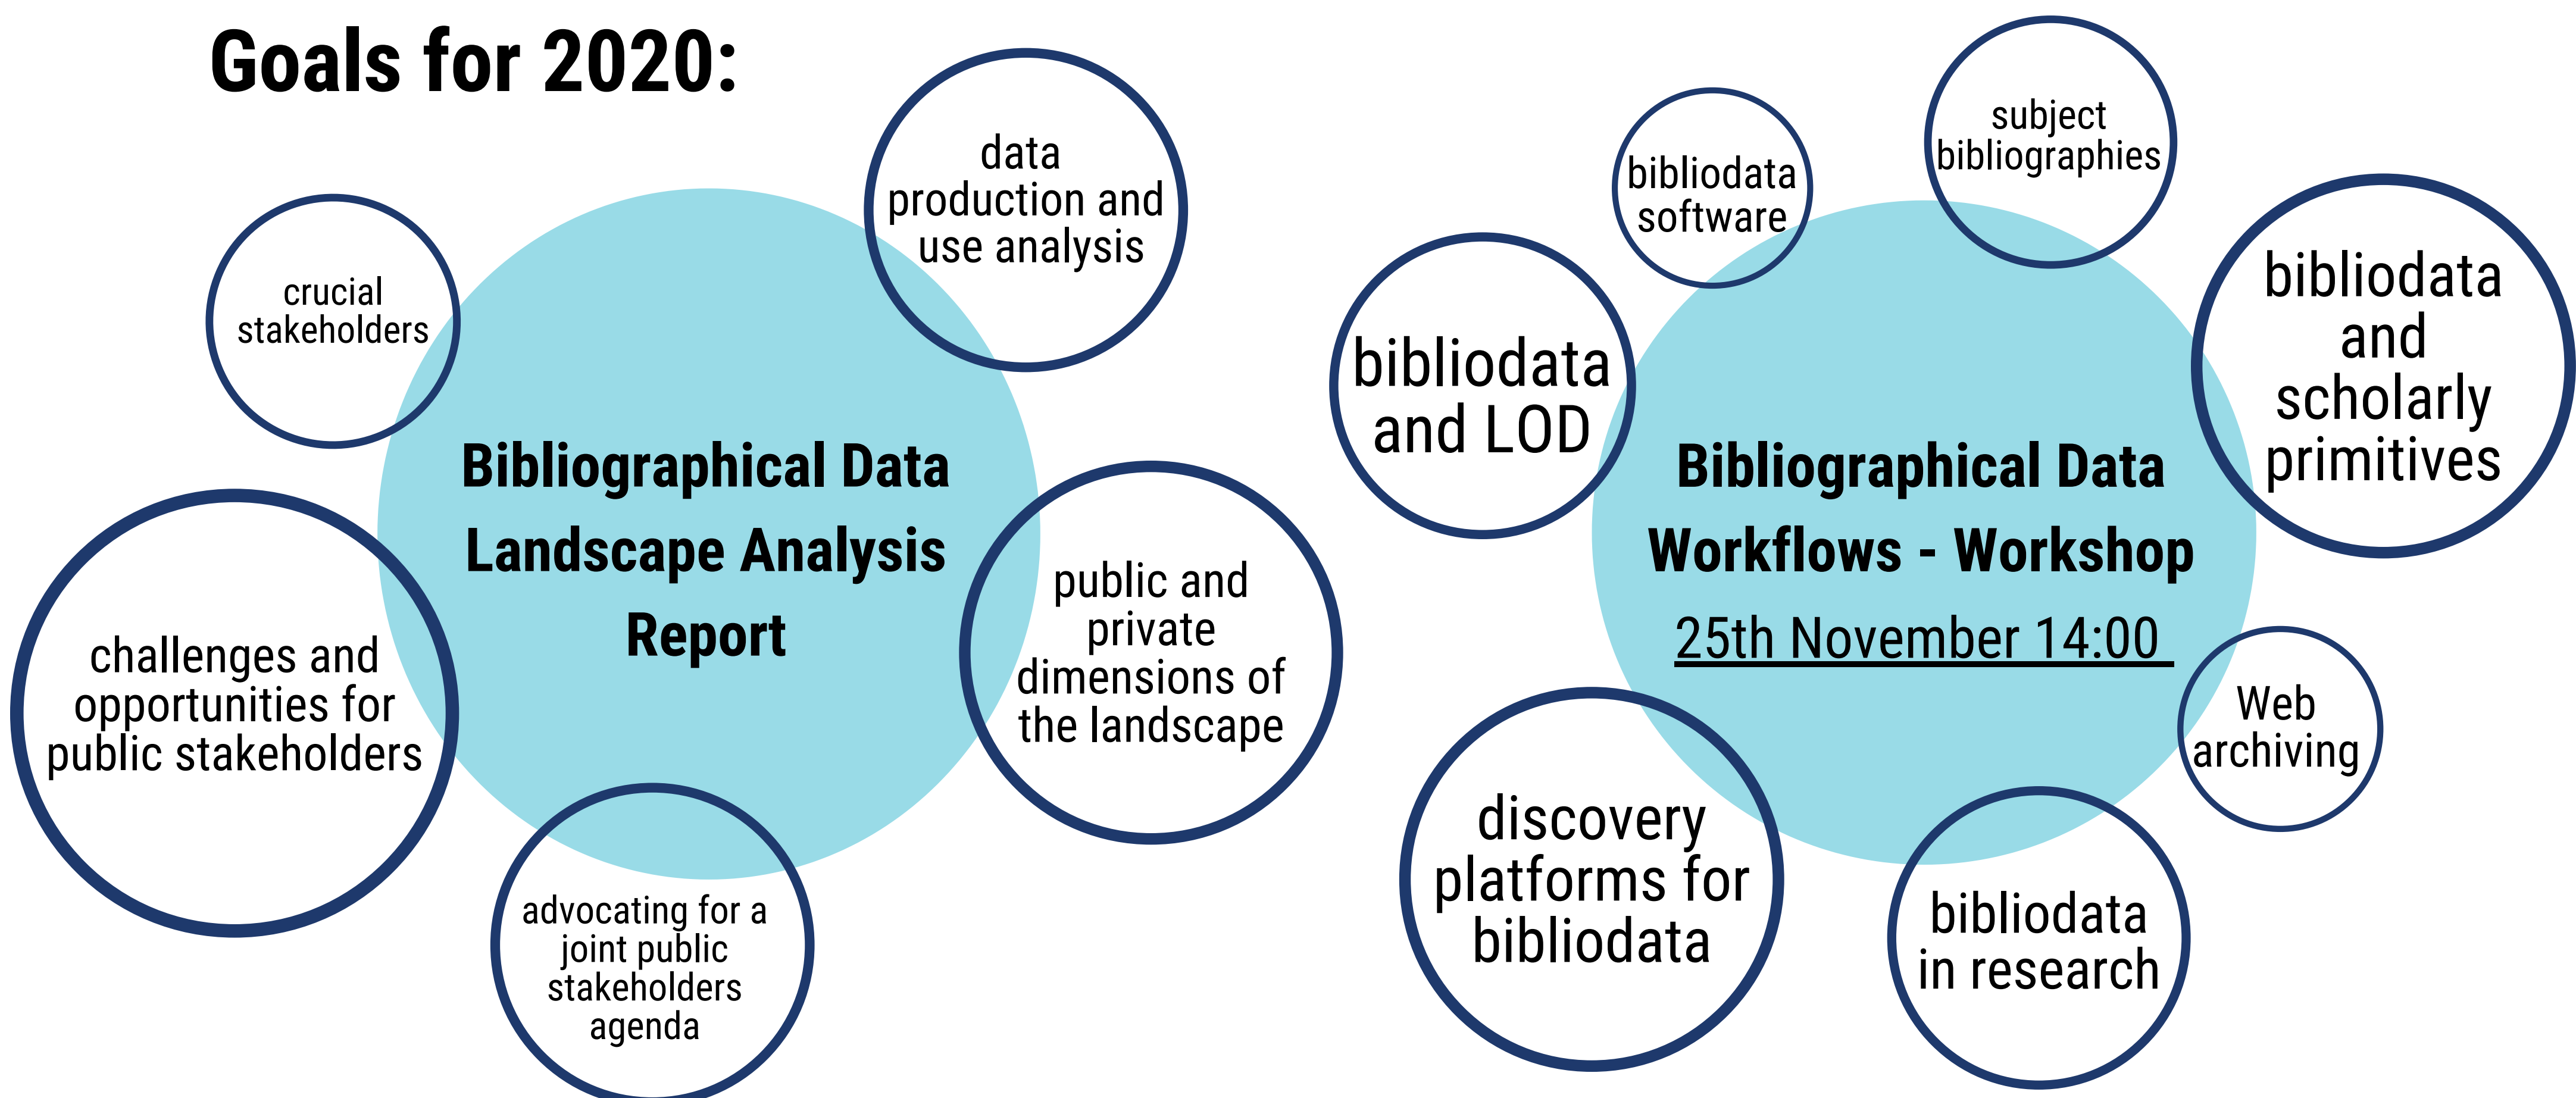 Goals for 2020:
data
production and
use analysis
crucial
stakeholders
Bibliographical Data
Landscape Analysis
Report
public and
private
dimensions of
the landscape
challenges and
opportunities for
public stakeholders
advocating for a
joint public
stakeholders
agenda
subject
bibliographies
bibliodata
software
bibliodata
and
scholarly
primitives
bibliodata
and LOD
Bibliographical Data
Workflows - Workshop
25th November 14:00
Web
archiving
discovery
platforms for
bibliodata
bibliodata
in research